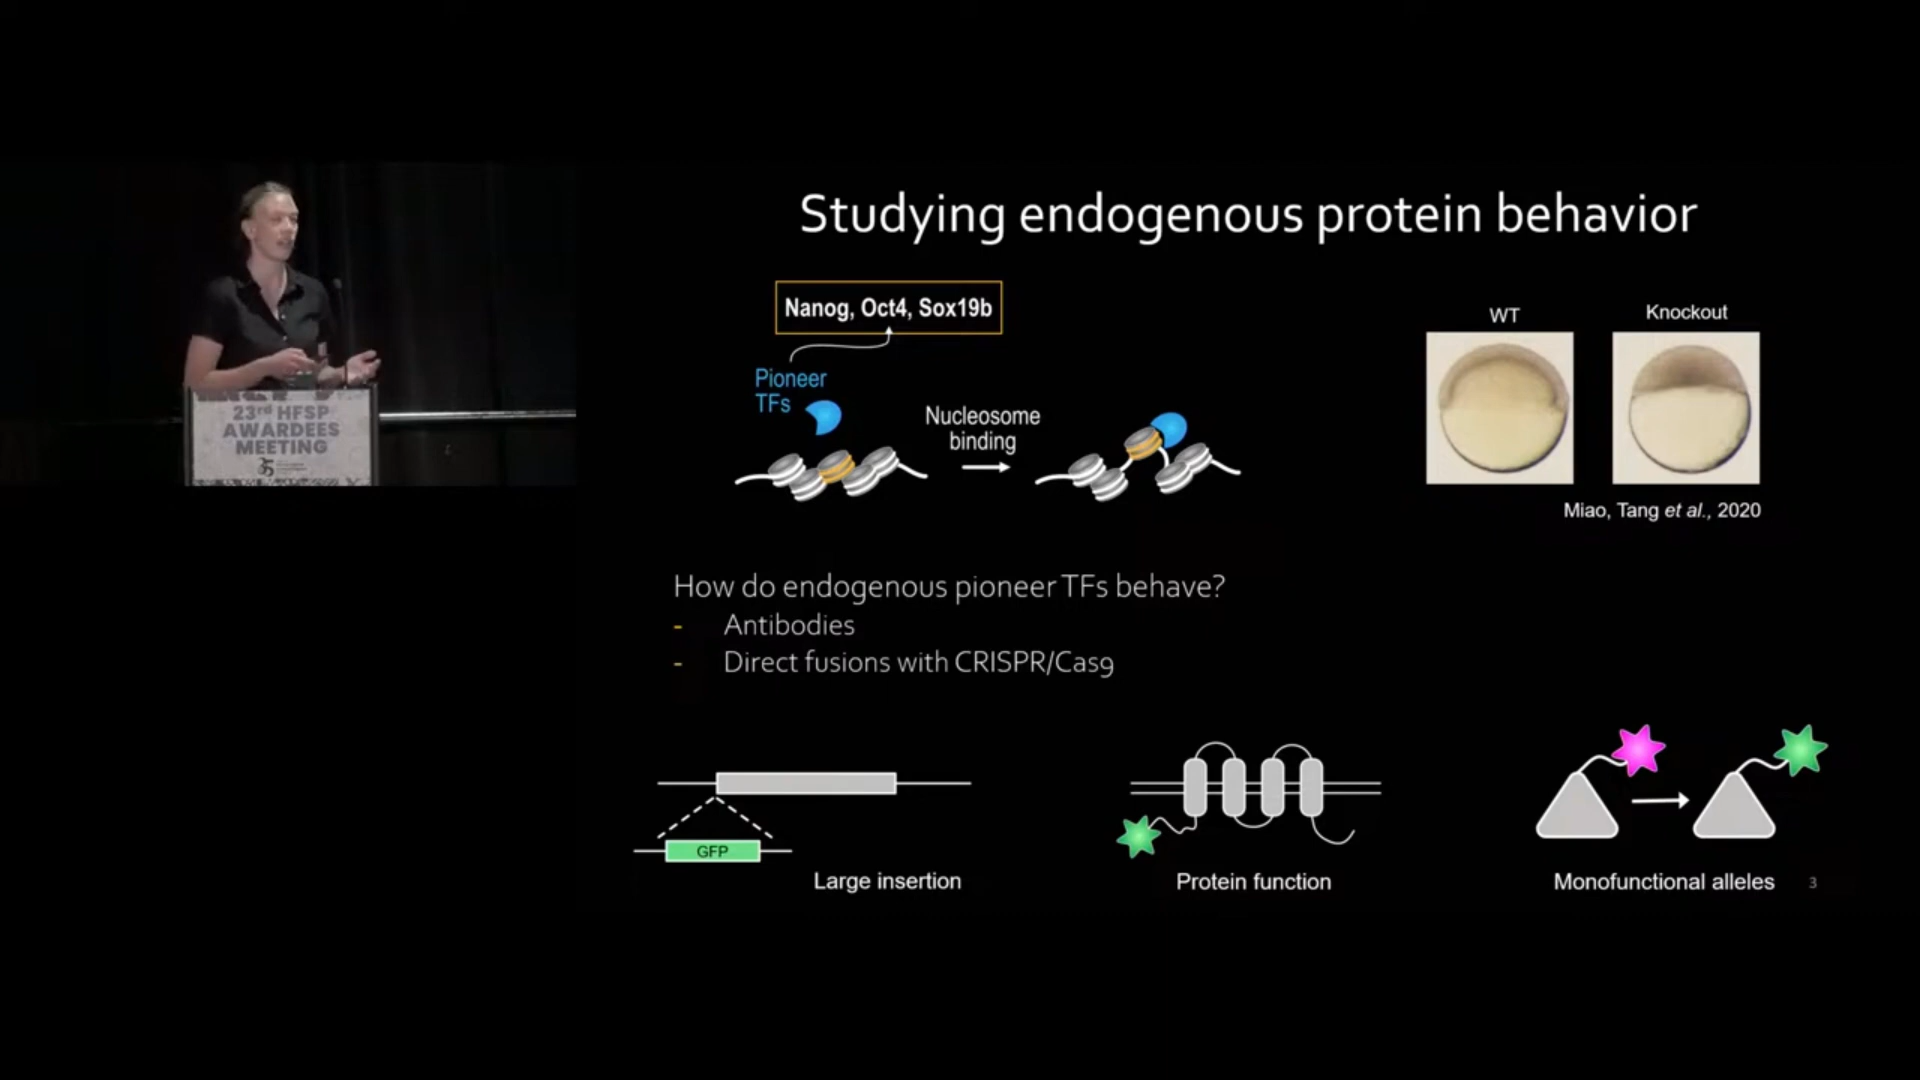 Studying endogenous protein behavior
Nanog, Oct4, Sox19b
Pioneer
TFs
Nucleosome
binding
WT
Knockout
Miao, Tang et al., 2020
23rd HFSP
AWARDEES
MEETING
35
How do endogenous pioneer TFs behave?
- Antibodies
- Direct fusions with CRISPR/Cas9
GFP
Large insertion
Protein function
Monofunctional alleles
3